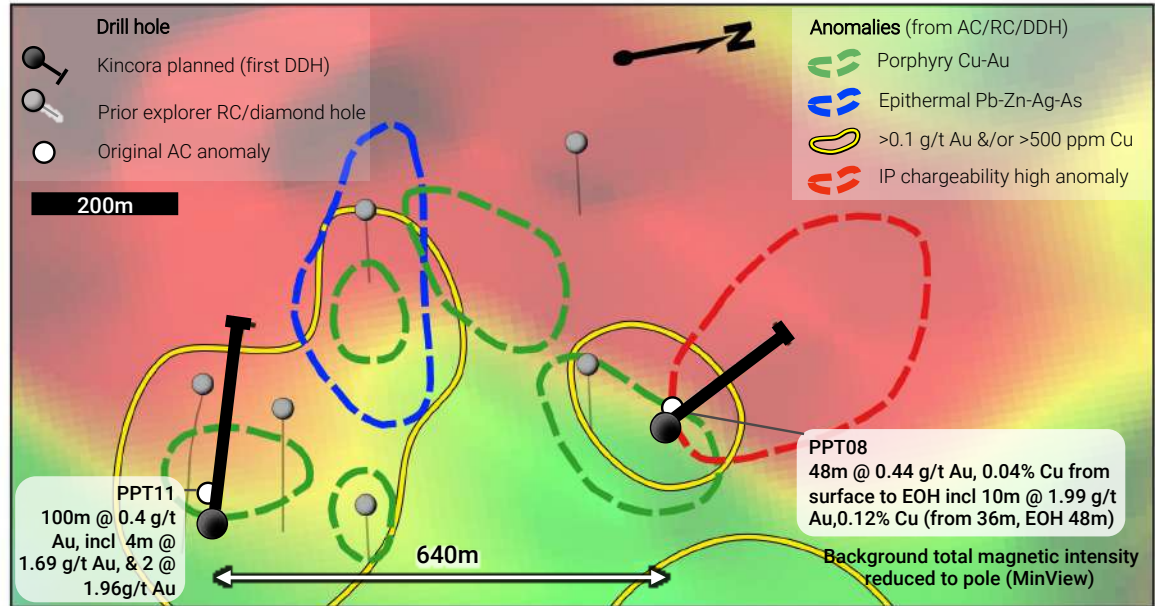 Drill hole
Kincora planned (first DDH)
Prior explorer RC/diamond hole
Original AC anomaly
200m
N
Anomalies (from AC/RC/DDH)
Porphyry Cu-Au
Epithermal Pb-Zn-Ag-As
>0.1 g/t Au &/or >500 ppm Cu
IP chargeability high anomaly
PPT11
100m @ 0.4 g/t
Au, incl 4m @
1.69 g/t Au, & 2 @
1.96g/t Au
640m
PPT08
48m @ 0.44 g/t Au, 0.04% Cu from
surface to EOH incl 10m @ 1.99 g/t
Au,0.12% Cu (from 36m, EOH 48m)
Background total magnetic intensity
reduced to pole (MinView)